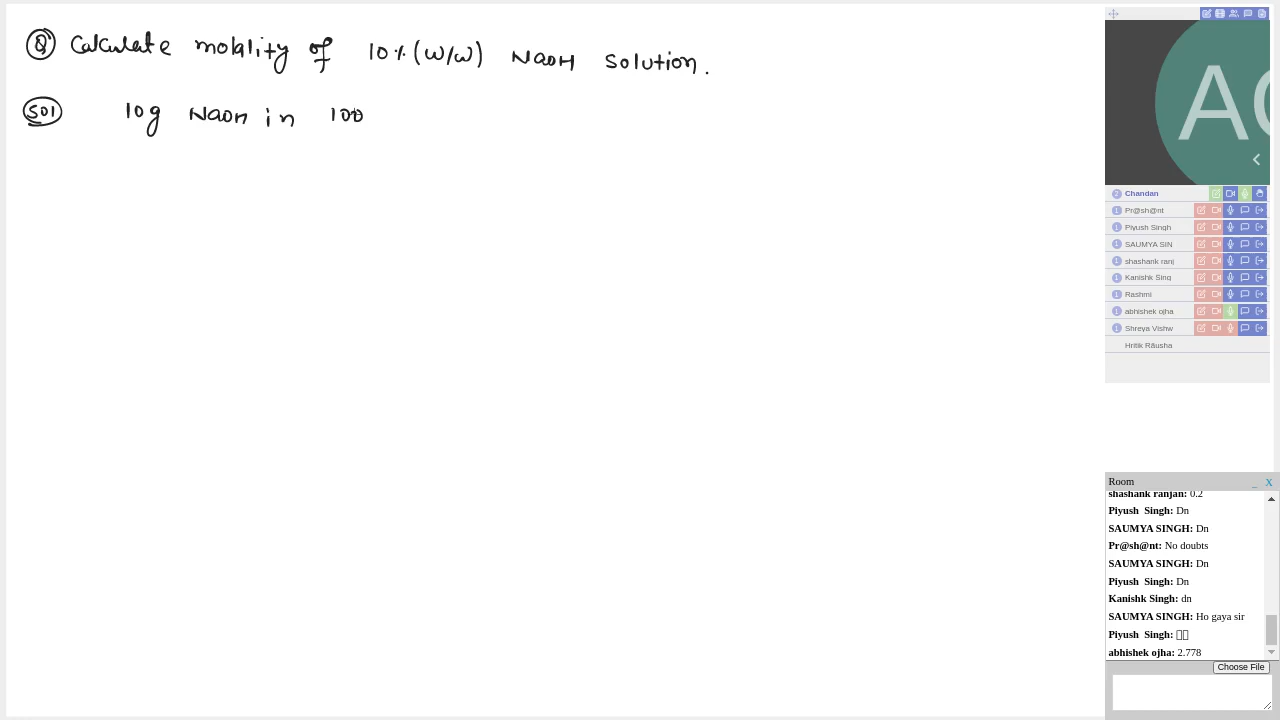 Q Calculate molality of 10% (w/w) NaOH solution.
Sol 10g NaOH in 100
AC
Chandan
Pr@sh@nt
Piyush Singh
SAUMYA SIN
shashank ranj
Kanishk Sing
Rashmi
abhishek ojha
Shreya Vishw
Hritik Räusha
Room
_ X
shashank ranjan: 0.2
Piyush Singh: Dn
SAUMYA SINGH: Dn
Pr@sh@nt: No doubts
SAUMYA SINGH: Dn
Piyush Singh: Dn
Kanishk Singh: dn
SAUMYA SINGH: Ho gaya sir
Piyush Singh:
abhishek ojha: 2.778
Choose File